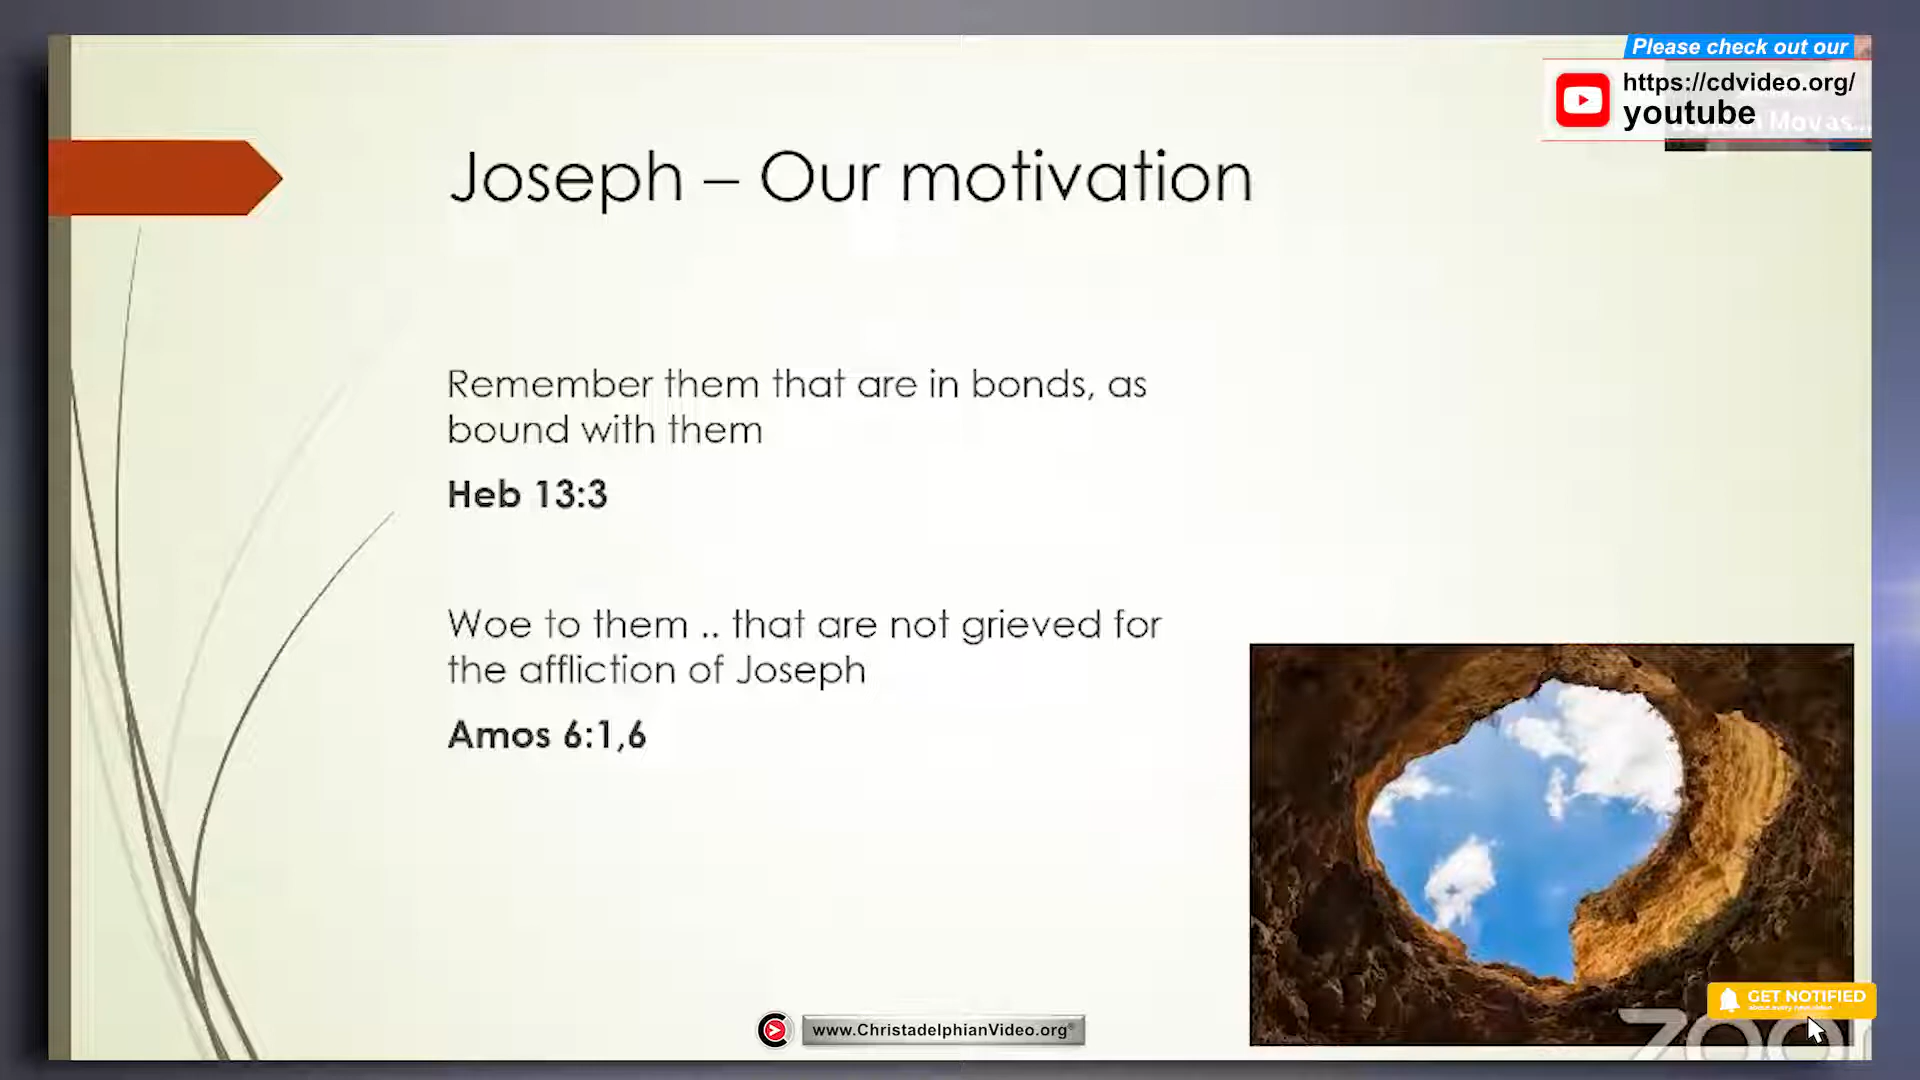 Please check out our
https://cdvideo.org/
youtube
Joseph – Our motivation
Remember them that are in bonds, as
bound with them
Heb 13:3
Woe to them .. that are not grieved for
the affliction of Joseph
Amos 6:1,6
GET NOTIFIED
www.ChristadelphianVideo.org
zoom